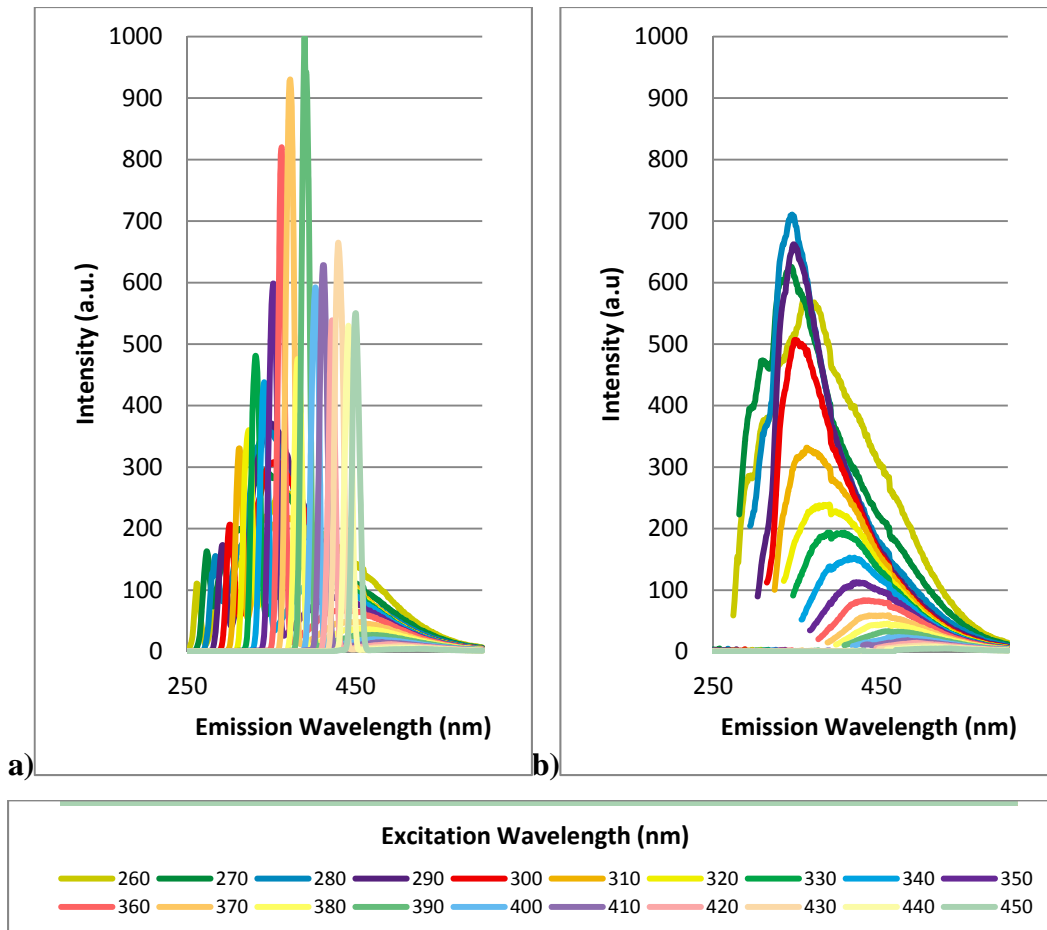 1000
900
800
700
600
500
400
300
200
100
0
250 450
Intensity (a.u.)
Emission Wavelength (nm)
a)
1000
900
800
700
600
500
400
300
200
100
0
250 450
Intensity (a.u)
Emission Wavelength (nm)
b)
Excitation Wavelength (nm)
260 270 280 290 300 310 320 330 340 350
360 370 380 390 400 410 420 430 440 450